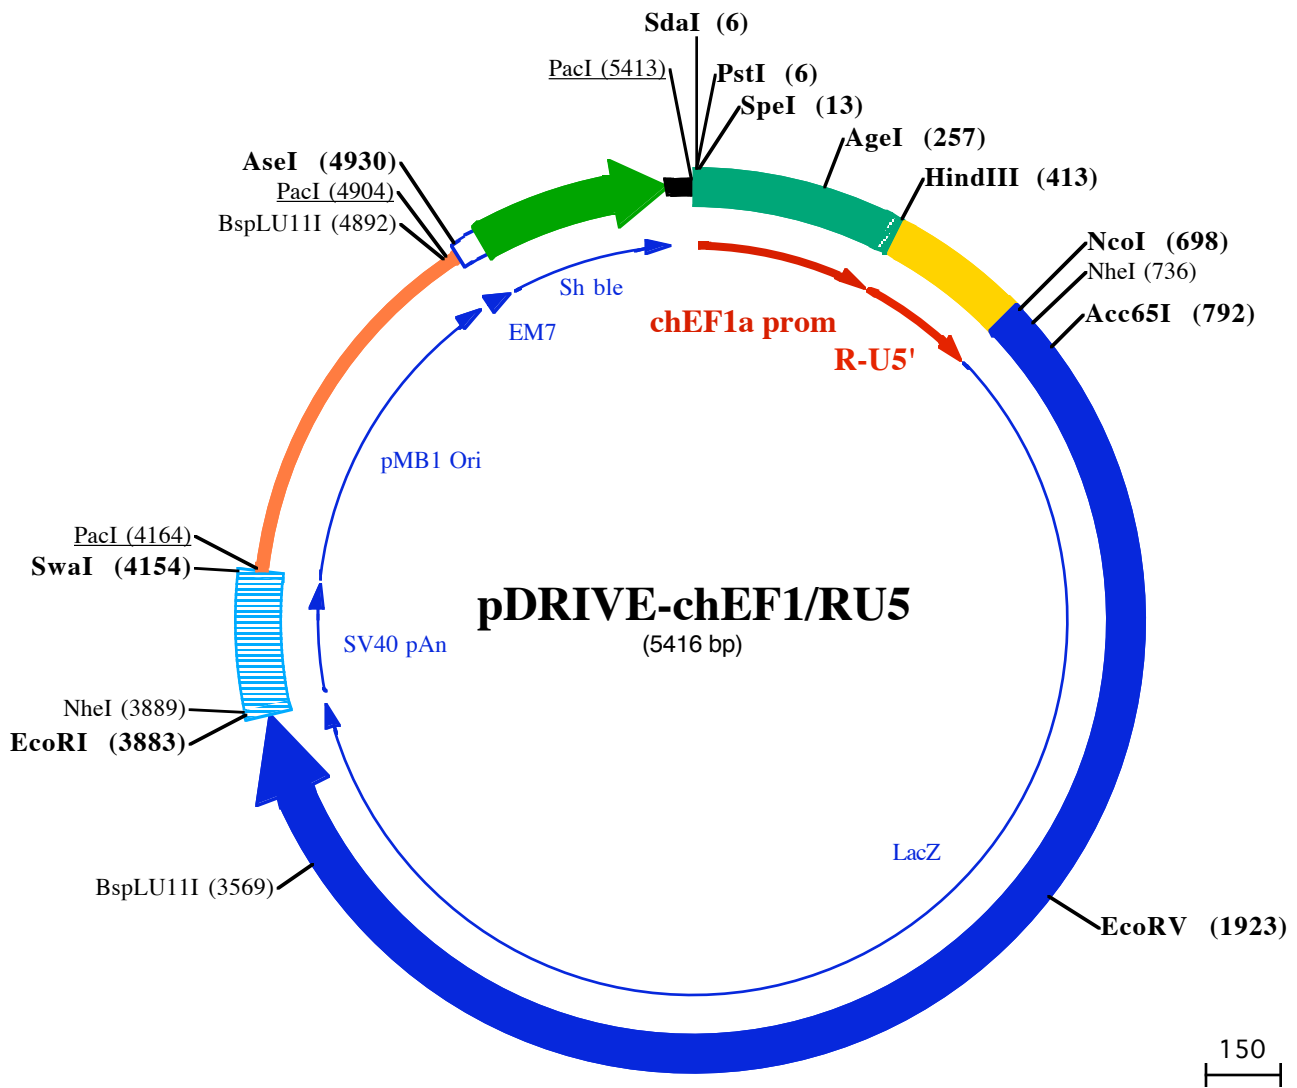 SdaI (6)
PacI (5413)
PstI (6)
SpeI (13)
AgeI (257)
AseI (4930)
HindIII (413)
PacI (4904)
BspLU11I (4892)
NcoI (698)
NheI (736)
Acc65I (792)
Sh ble
EM7
chEF1a prom
R-U5'
pMB1 Ori
PacI (4164)
SwaI (4154)
pDRIVE-chEF1/RU5
(5416 bp)
SV40 pAn
NheI (3889)
EcoRI (3883)
LacZ
BspLU11I (3569)
EcoRV (1923)
150